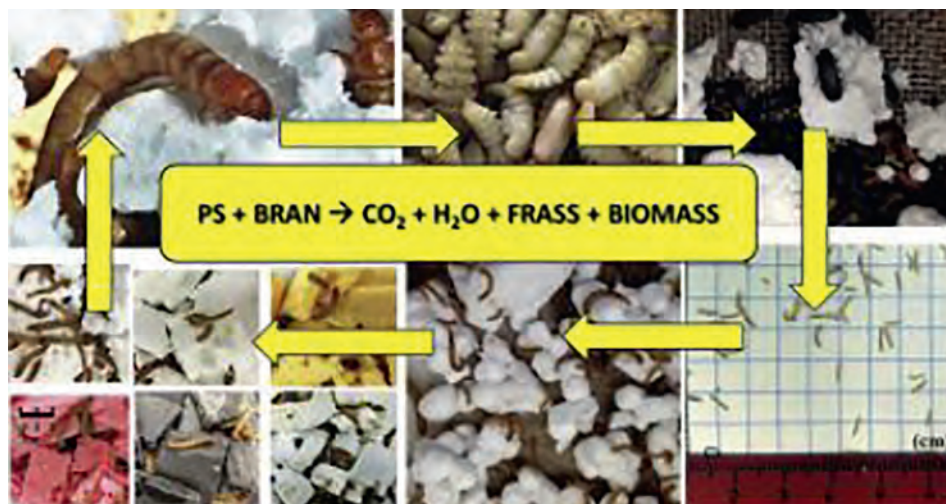 PS + BRAN → CO₂ + H₂O + FRASS + BIOMASS
(cm)